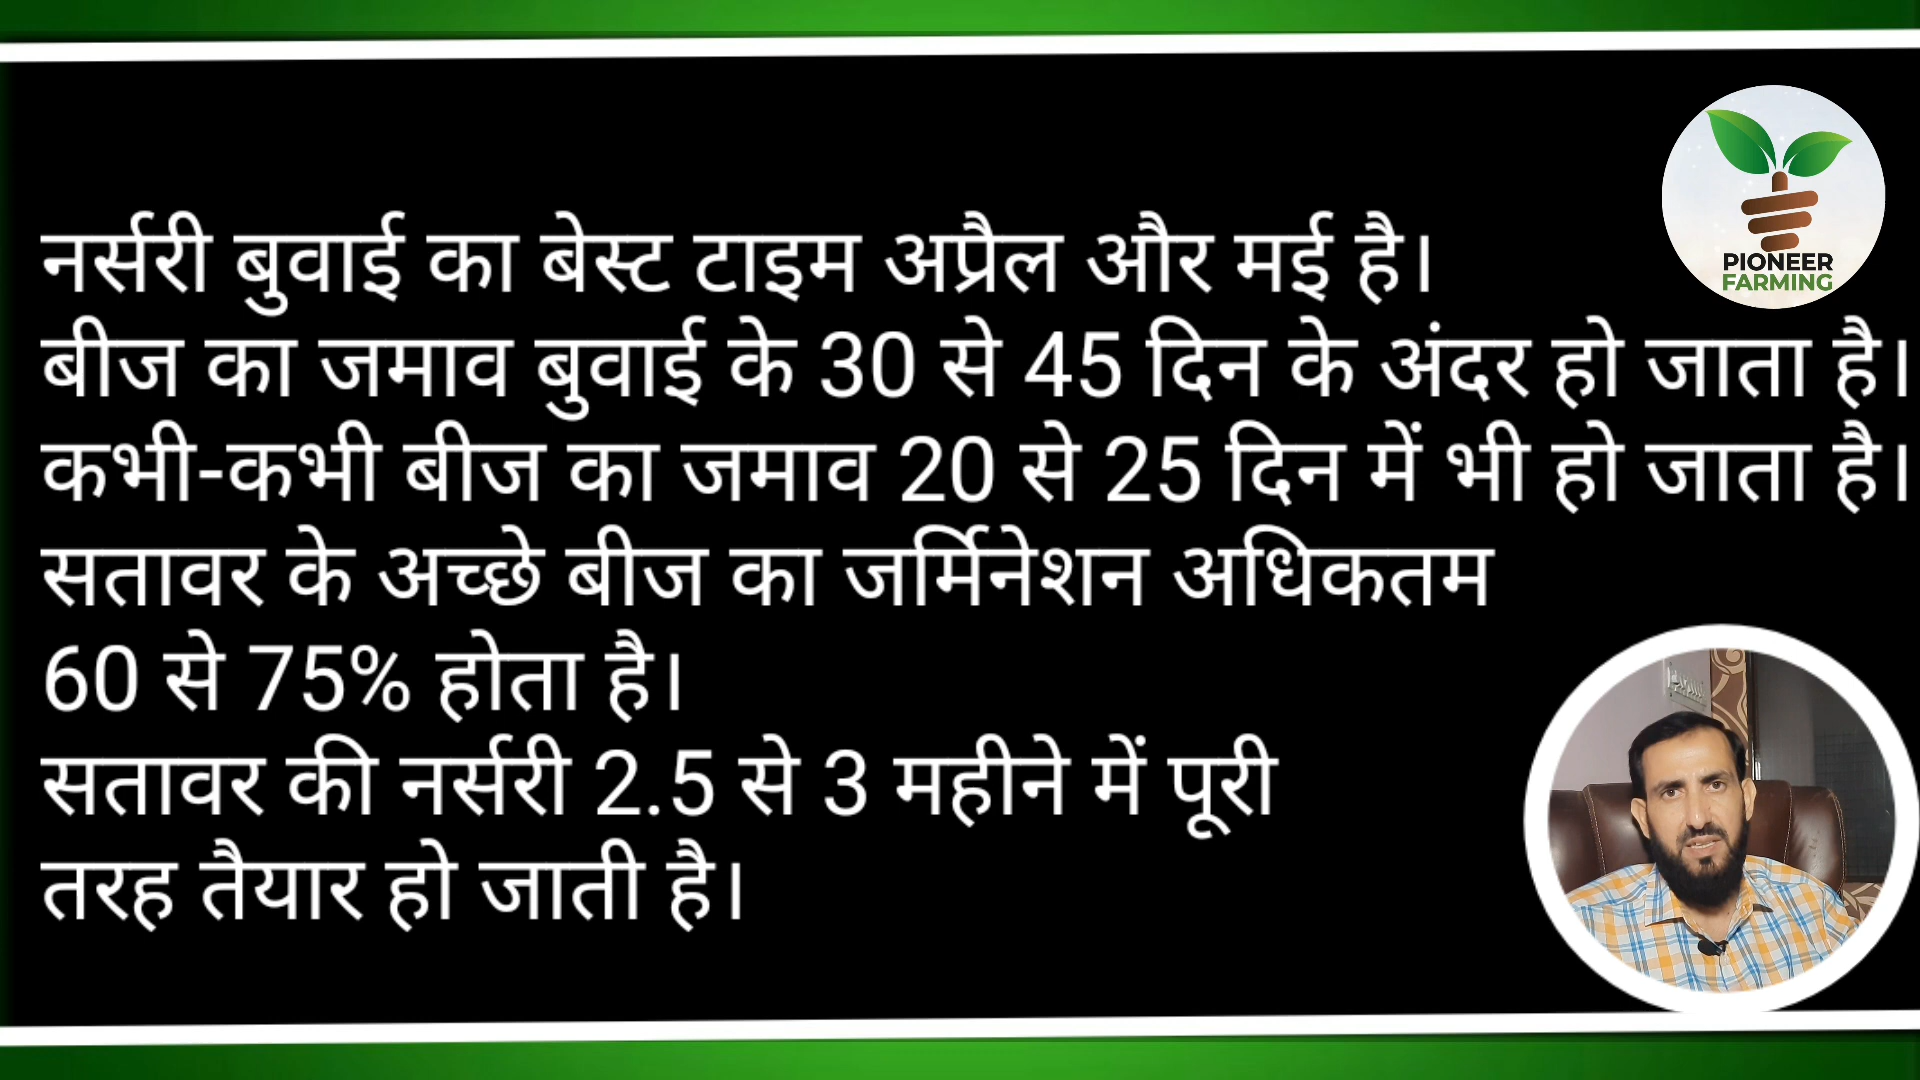 PIONEER
FARMING
नर्सरी बुवाई का बेस्ट टाइम अप्रैल और मई है।
बीज का जमाव बुवाई के 30 से 45 दिन के अंदर हो जाता है।
कभी-कभी बीज का जमाव 20 से 25 दिन में भी हो जाता है।
सतावर के अच्छे बीज का जर्मिनेशन अधिकतम
60 से 75% होता है।
सतावर की नर्सरी 2.5 से 3 महीने में पूरी
तरह तैयार हो जाती है।